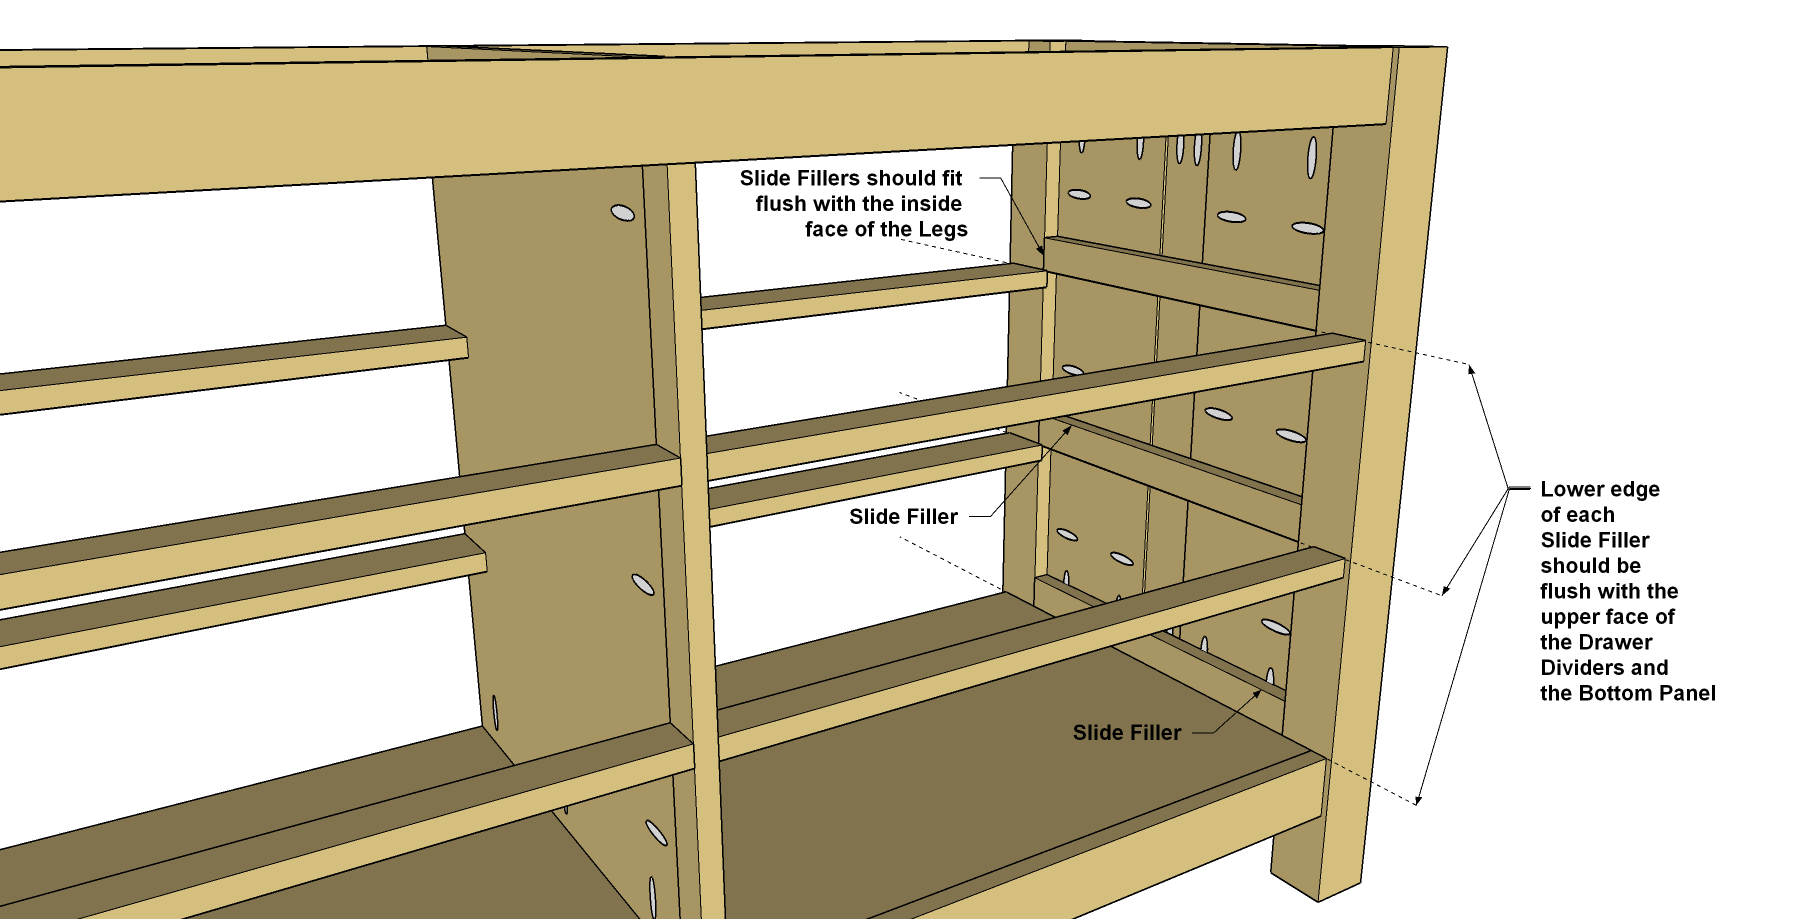 Slide Fillers should fit
flush with the inside
face of the Legs
Slide Filler
Slide Filler
Lower edge
of each
Slide Filler
should be
flush with the
upper face of
the Drawer
Dividers and
the Bottom Panel